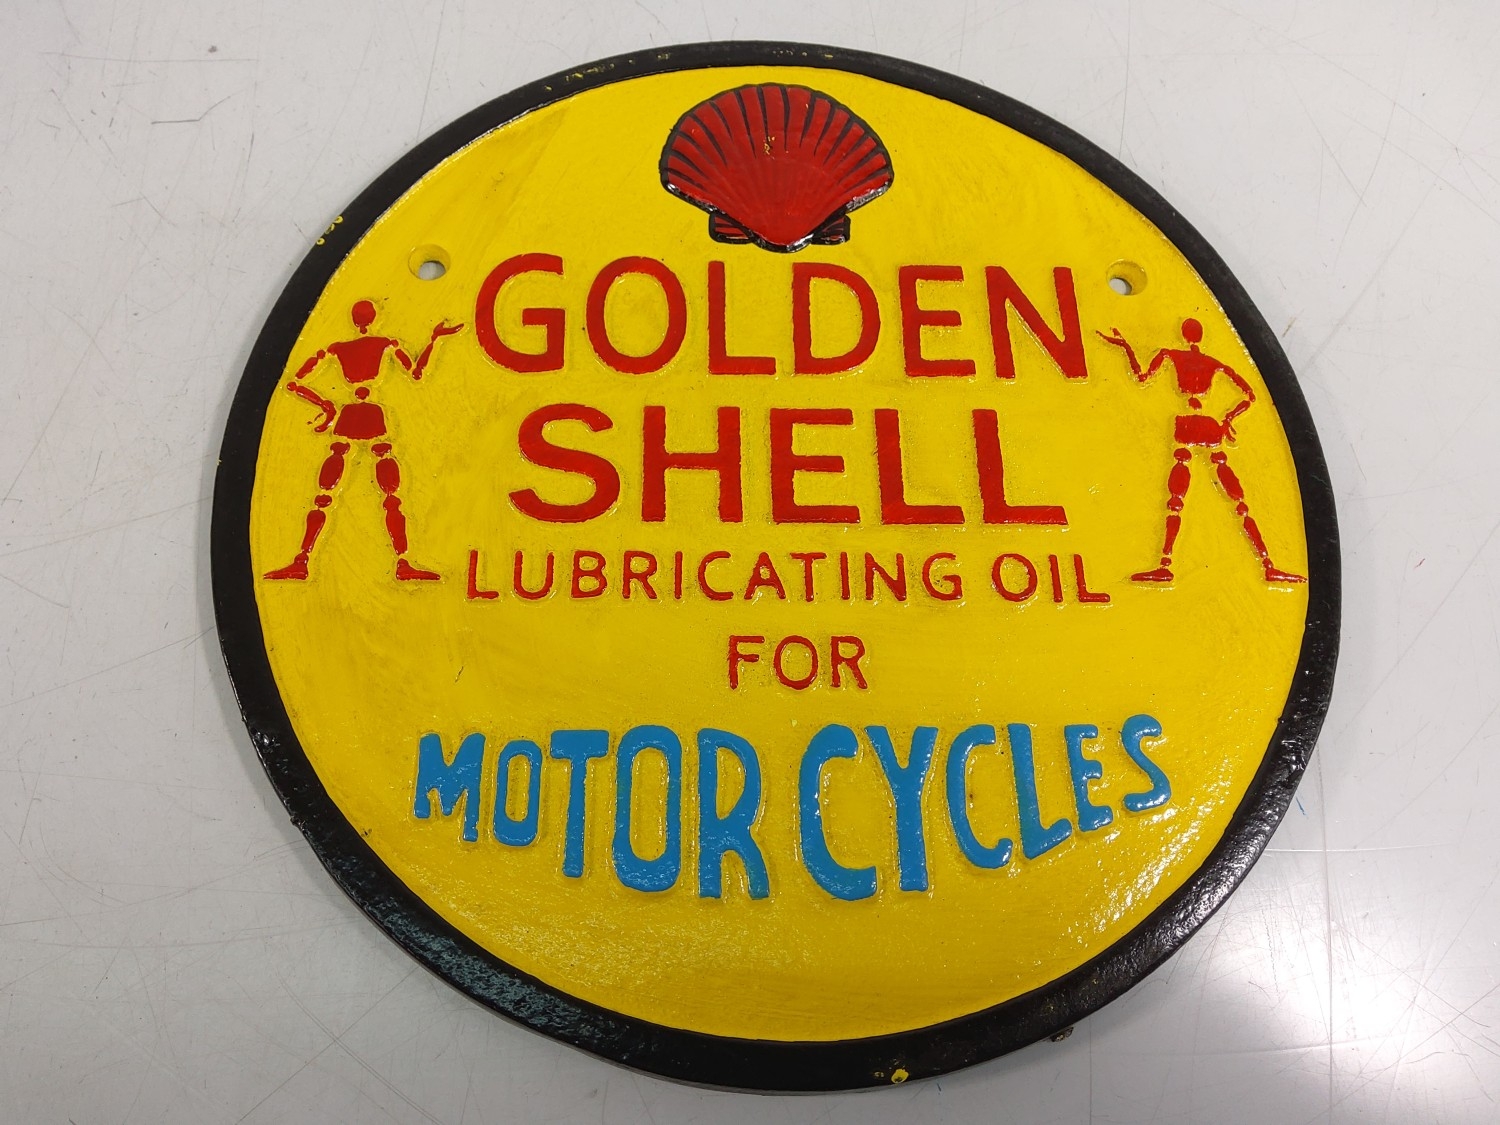 GOLDEN
SHELL
LUBRICATING OIL
FOR
MOTOR CYCLES